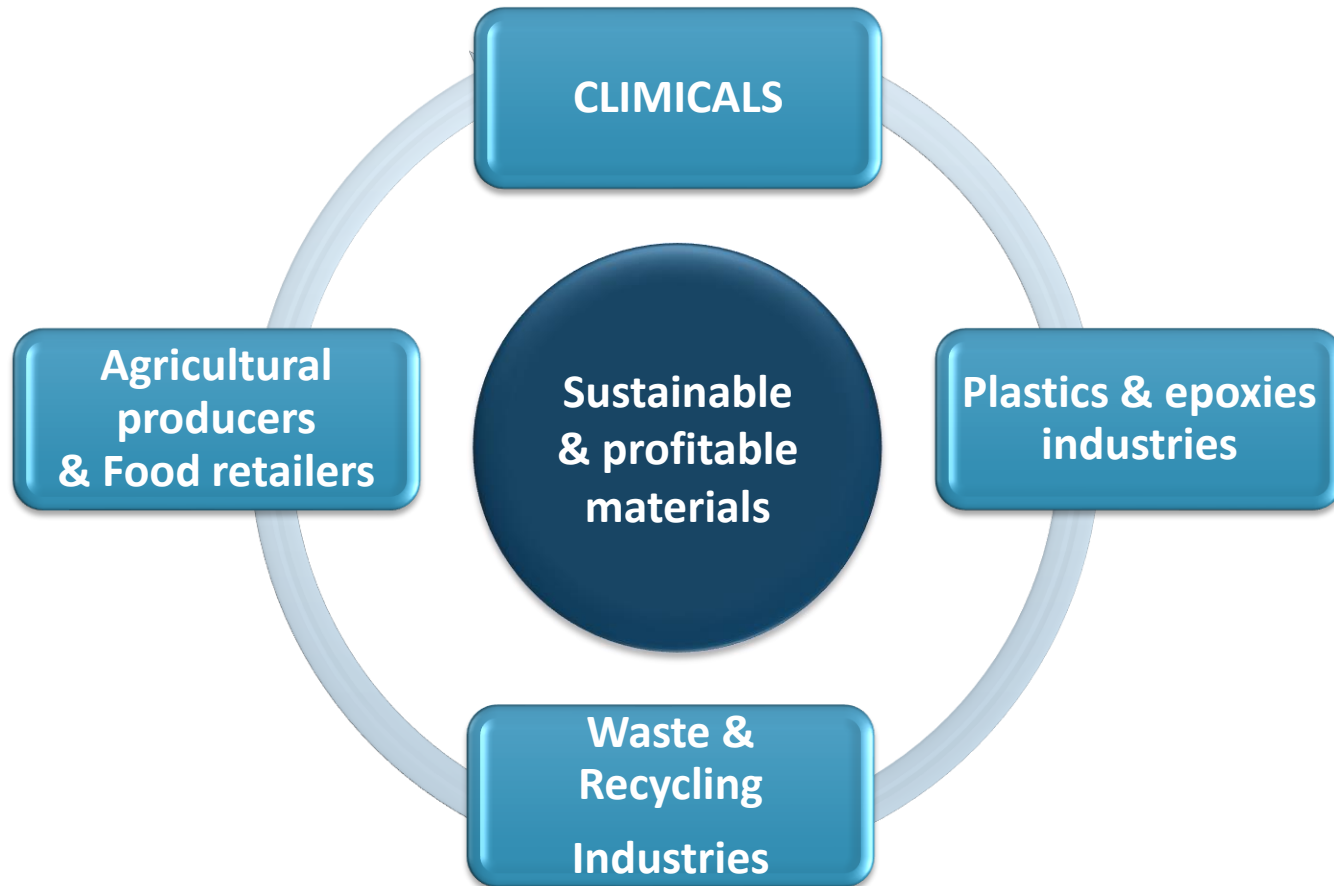 CLIMICALS
Agricultural
producers
& Food retailers
Sustainable
& profitable
materials
Plastics & epoxies
industries
Waste &
Recycling
Industries